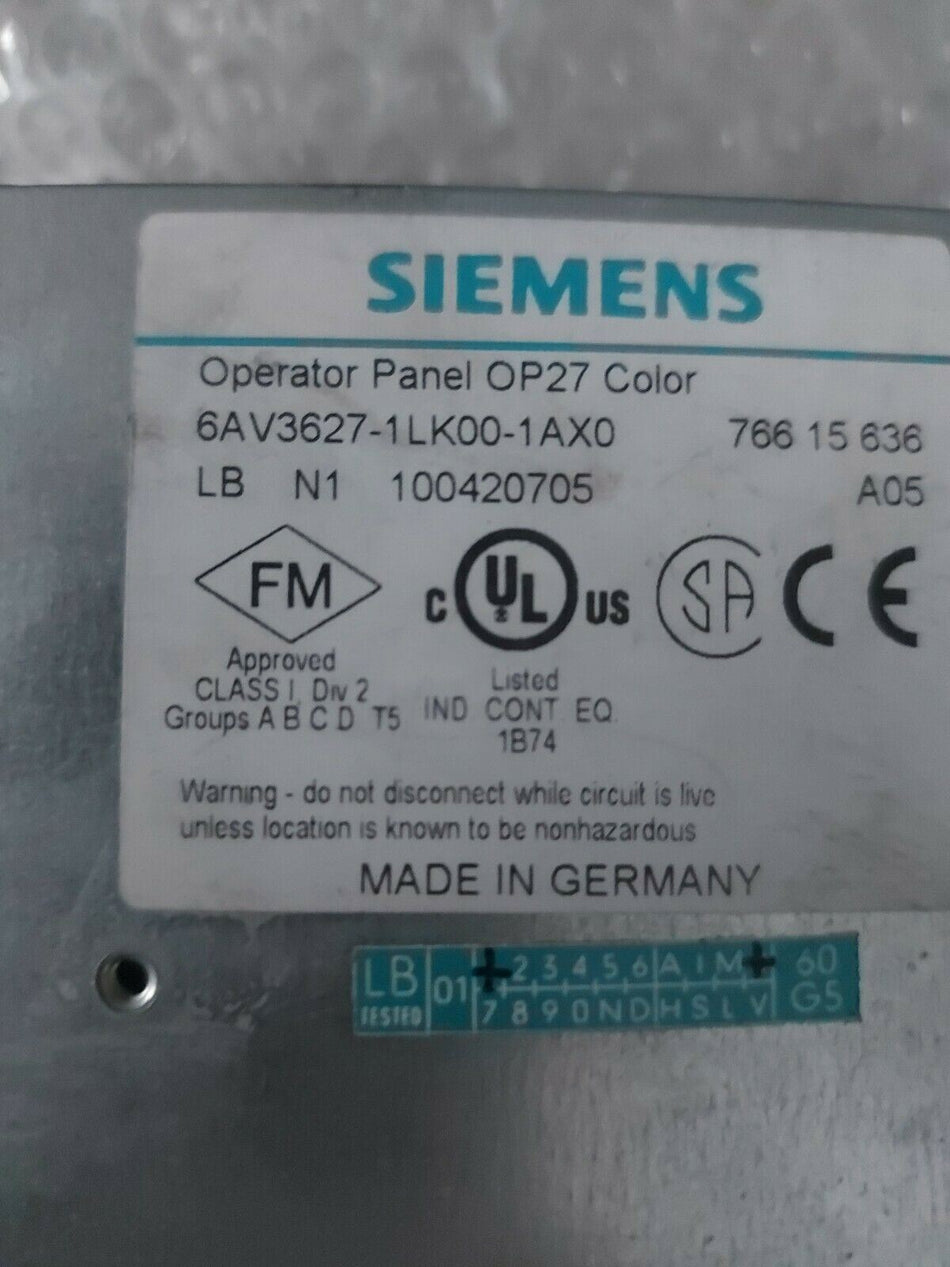 SIEMENS
Operator Panel OP27 Color
6AV3627-1LK00-1AX0 766 15 636
LB N1 100420705 A05
FM
C UL US
SA
CE
Approved
CLASS I, Div 2
Groups A B C D T5
Listed
IND CONT EQ.
1B74
Warning - do not disconnect while circuit is live
unless location is known to be nonhazardous
MADE IN GERMANY
LB 01 2 3 4 5 6 A I M 60
TESTED 7 8 9 0 N D H S L V G5